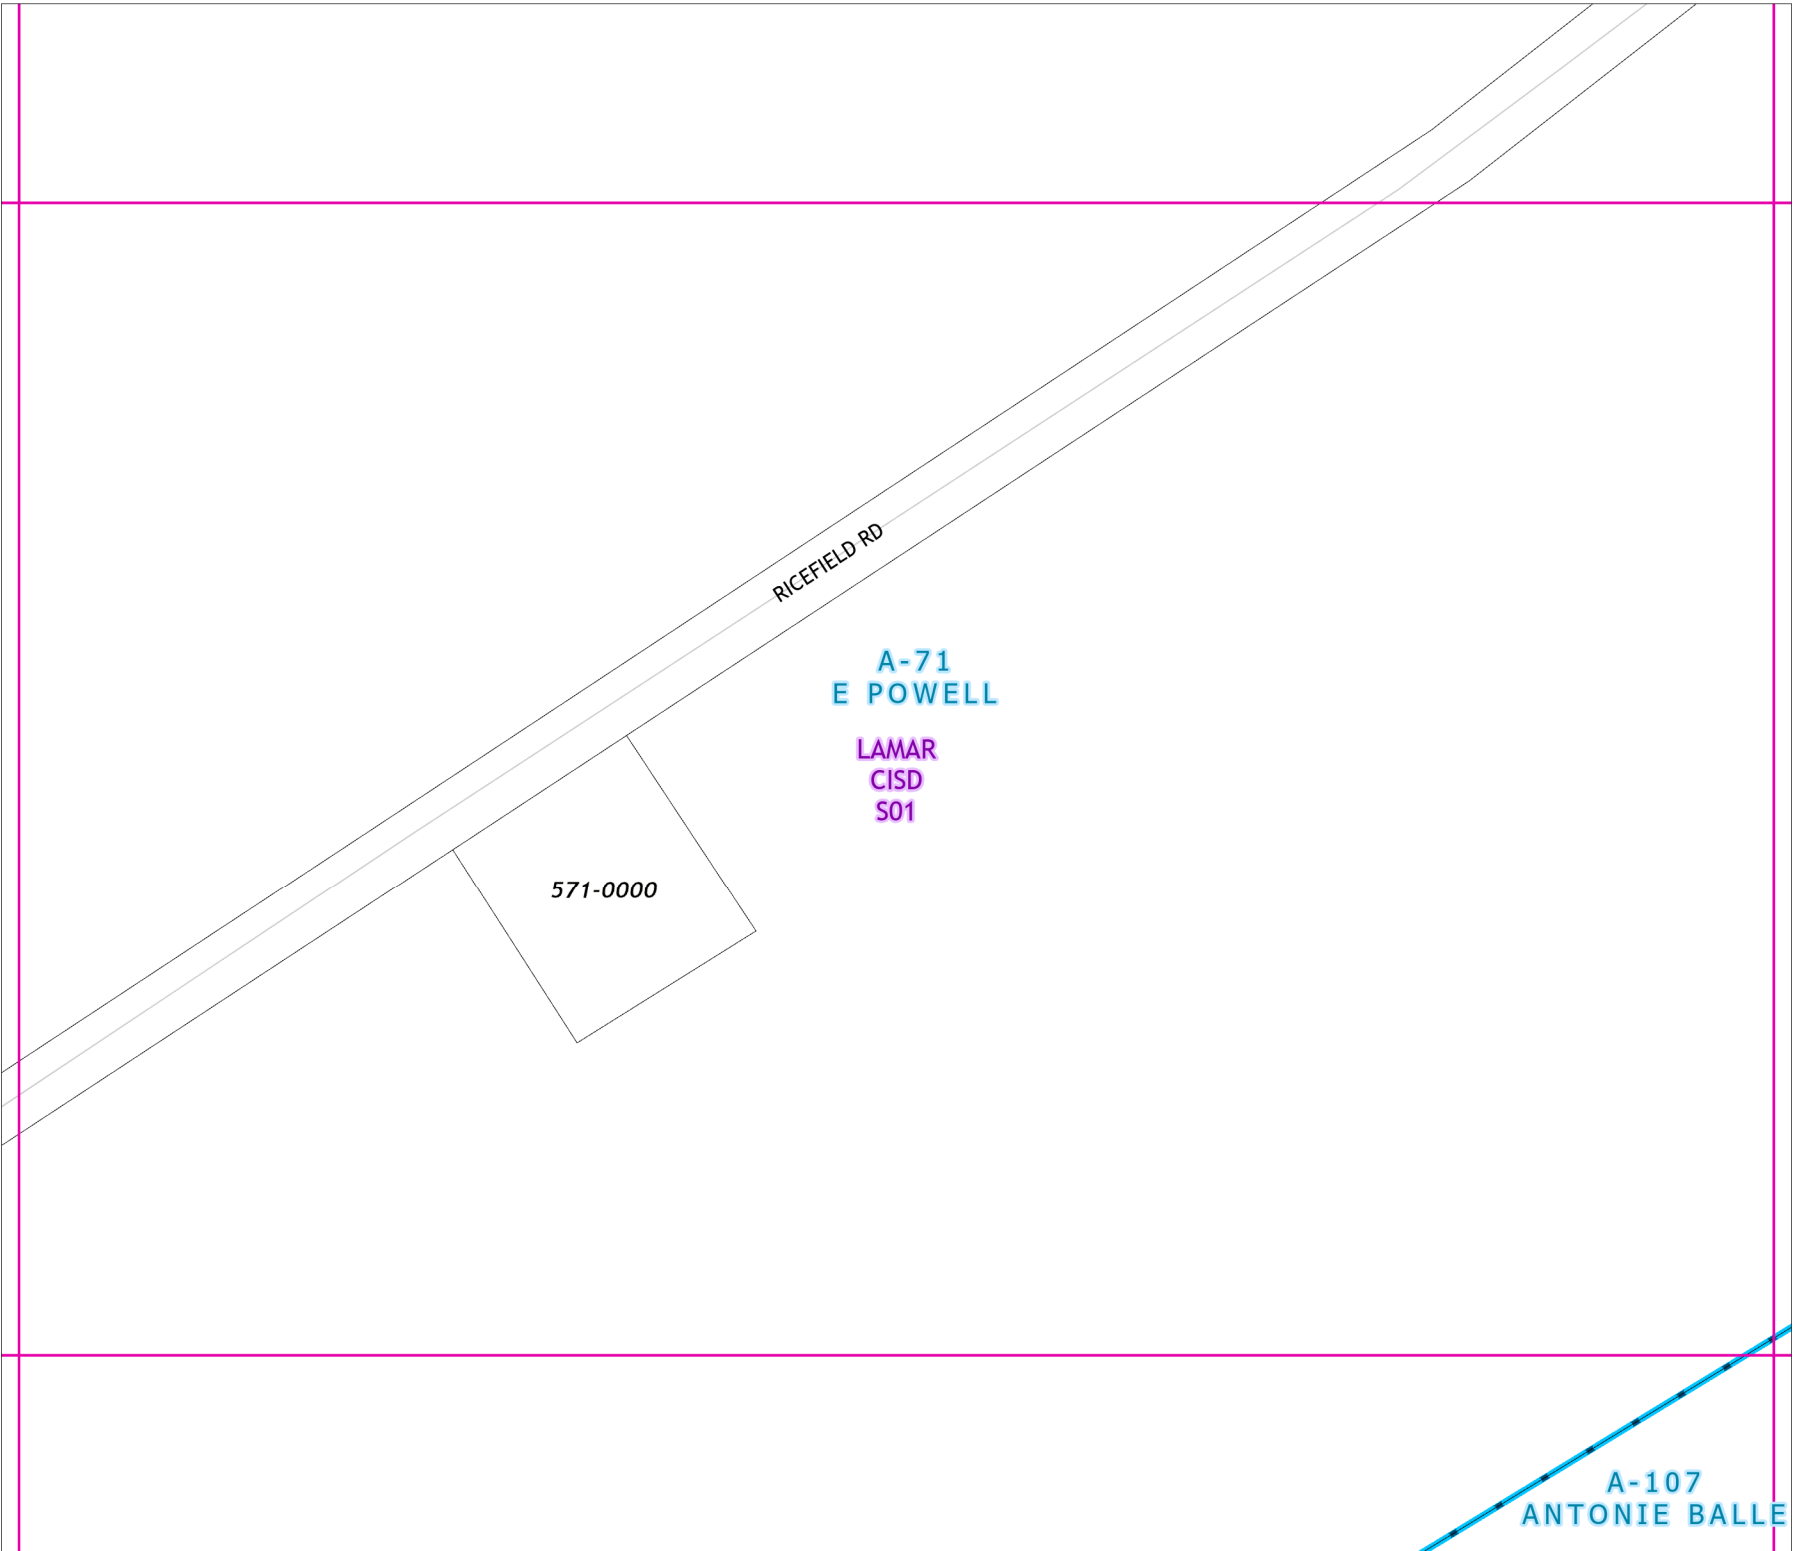 RICEFIELD RD
A-71
E POWELL
LAMAR
CISD
S01
571-0000
A-107
ANTONIE BALLE